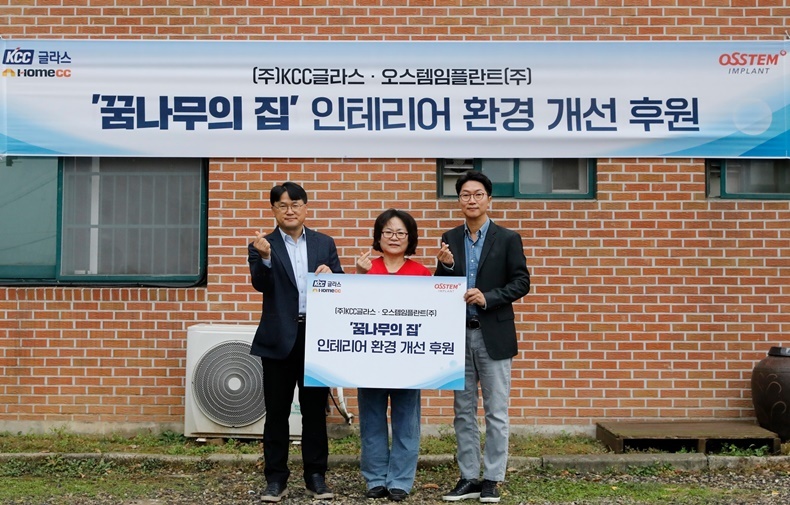 KCC 글라스
HomeCC
OSSTEM
IMPLANT
(주)KCC글라스 · 오스템임플란트(주)
'꿈나무의 집' 인테리어 환경 개선 후원
KCC 글라스
HomeCC
OSSTEM
IMPLANT
(주)KCC글라스 · 오스템임플란트(주)
'꿈나무의 집'
인테리어 환경 개선 후원